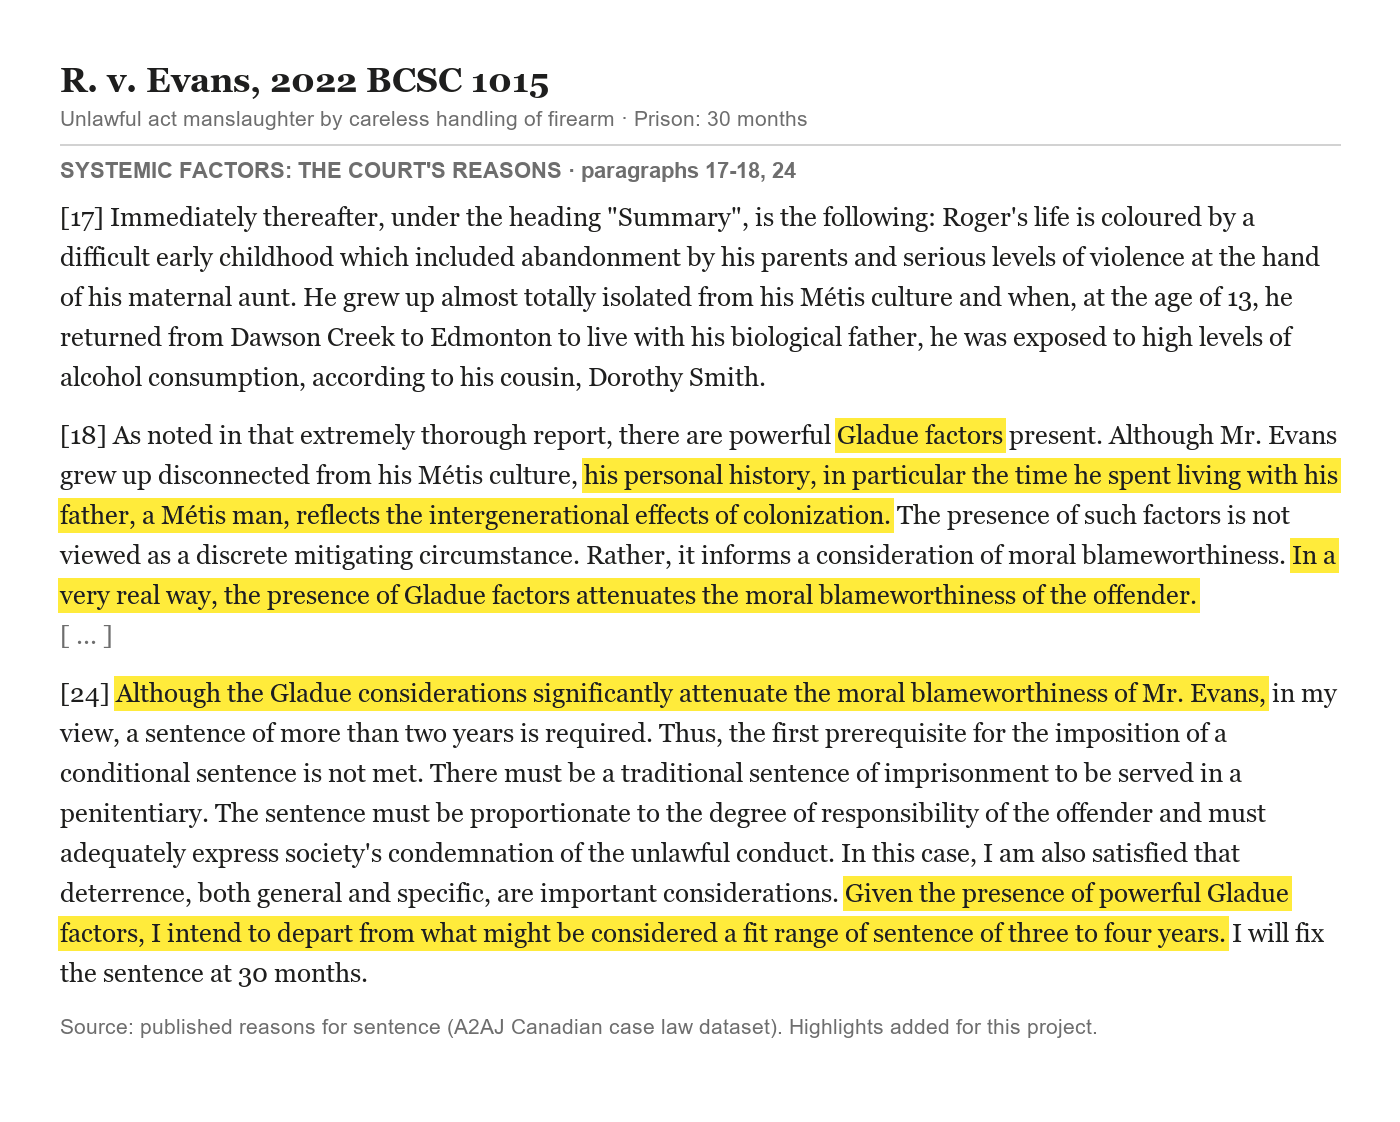 R. v. Evans, 2022 BCSC 1015
Unlawful act manslaughter by careless handling of firearm · Prison: 30 months
SYSTEMIC FACTORS: THE COURT'S REASONS · paragraphs 17-18, 24
[17] Immediately thereafter, under the heading "Summary", is the following: Roger's life is coloured by a
difficult early childhood which included abandonment by his parents and serious levels of violence at the hand
of his maternal aunt. He grew up almost totally isolated from his Métis culture and when, at the age of 13, he
returned from Dawson Creek to Edmonton to live with his biological father, he was exposed to high levels of
alcohol consumption, according to his cousin, Dorothy Smith.
[18] As noted in that extremely thorough report, there are powerful Gladue factors present. Although Mr. Evans
grew up disconnected from his Métis culture, his personal history, in particular the time he spent living with his
father, a Métis man, reflects the intergenerational effects of colonization. The presence of such factors is not
viewed as a discrete mitigating circumstance. Rather, it informs a consideration of moral blameworthiness. In a
very real way, the presence of Gladue factors attenuates the moral blameworthiness of the offender.
[ ... ]
[24] Although the Gladue considerations significantly attenuate the moral blameworthiness of Mr. Evans, in my
view, a sentence of more than two years is required. Thus, the first prerequisite for the imposition of a
conditional sentence is not met. There must be a traditional sentence of imprisonment to be served in a
penitentiary. The sentence must be proportionate to the degree of responsibility of the offender and must
adequately express society's condemnation of the unlawful conduct. In this case, I am also satisfied that
deterrence, both general and specific, are important considerations. Given the presence of powerful Gladue
factors, I intend to depart from what might be considered a fit range of sentence of three to four years. I will fix
the sentence at 30 months.
Source: published reasons for sentence (A2AJ Canadian case law dataset). Highlights added for this project.